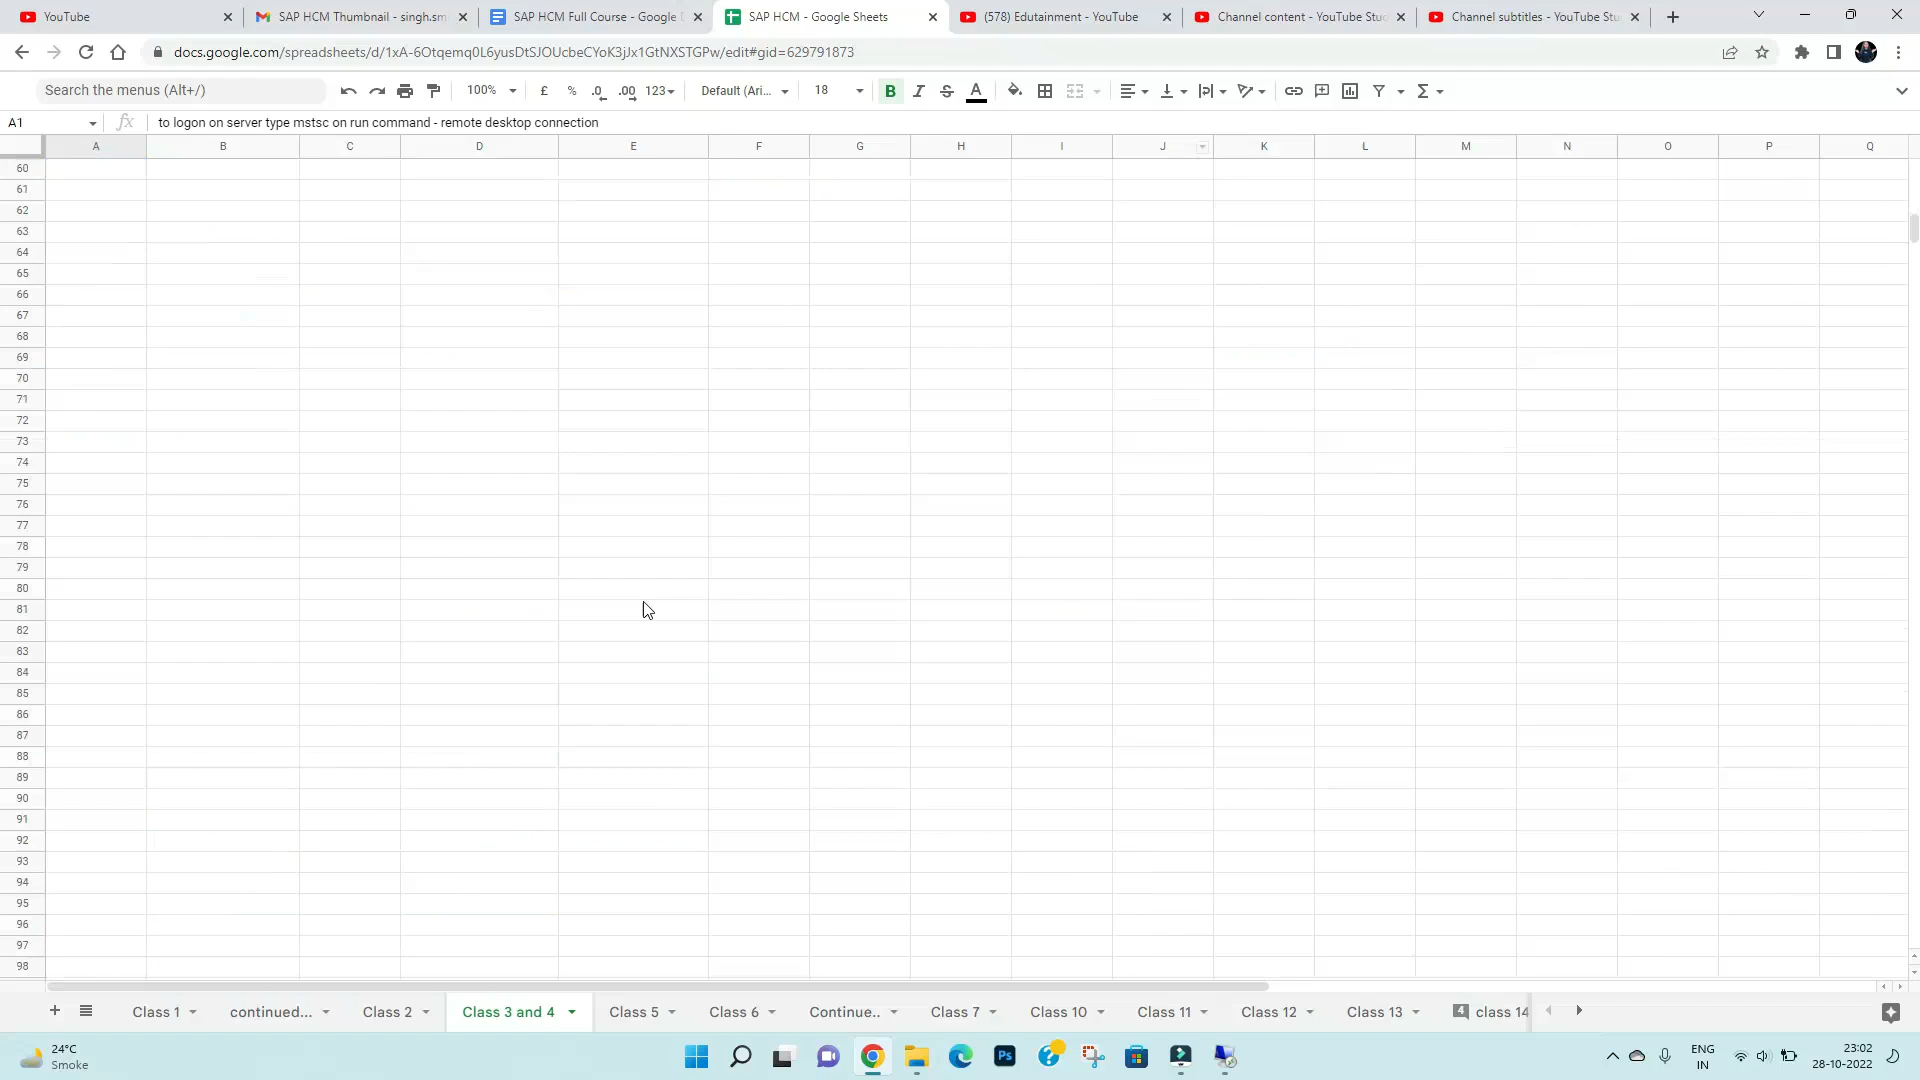 YouTube
SAP HCM Thumbnail - singh.sm
SAP HCM Full Course - Google D
SAP HCM - Google Sheets
(578) Edutainment - YouTube
Channel content - YouTube Stud
Channel subtitles - YouTube Stu
docs.google.com/spreadsheets/d/1xA-6Otqemq0L6yusDtSJOUcbeCYoK3jJx1GtNXSTGPw/edit#gid=629791873
Search the menus (Alt+/)
100%
£
%
.0
.00
123
Default (Ari...
18
B
I
S
A
Σ
A1
fx
to logon on server type mstsc on run command - remote desktop connection
A B C D E F G H I J K L M N O P Q
60
61
62
63
64
65
66
67
68
69
70
71
72
73
74
75
76
77
78
79
80
81
82
83
84
85
86
87
88
89
90
91
92
93
94
95
96
97
98
Class 1
continued...
Class 2
Class 3 and 4
Class 5
Class 6
Continue..
Class 7
Class 10
Class 11
Class 12
Class 13
4
class 14
24°C
Smoke
Ps
ENG
IN
23:02
28-10-2022